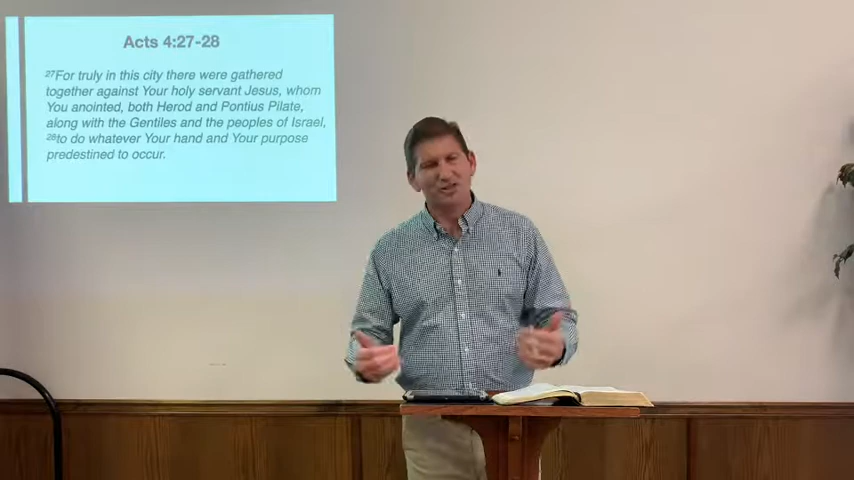 Acts 4:27-28
27For truly in this city there were gathered
together against Your holy servant Jesus, whom
You anointed, both Herod and Pontius Pilate,
along with the Gentiles and the peoples of Israel,
28to do whatever Your hand and Your purpose
predestined to occur.